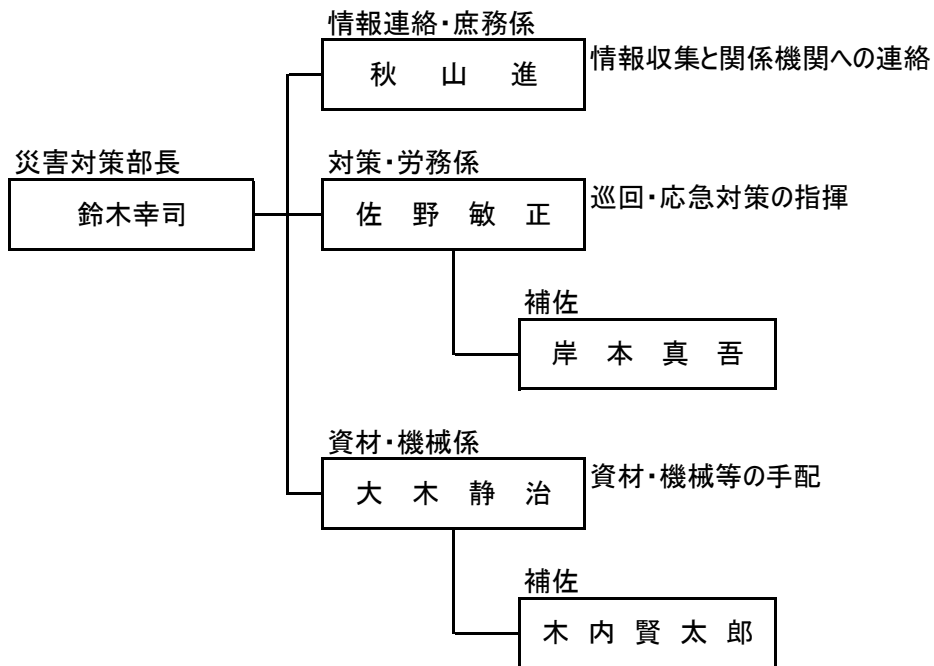 情報連絡・庶務係
秋山進
情報収集と関係機関への連絡
災害対策部長
鈴木幸司
対策・労務係
佐野敏正
巡回・応急対策の指揮
補佐
岸本真吾
資材・機械係
大木静治
資材・機械等の手配
補佐
木内賢太郎